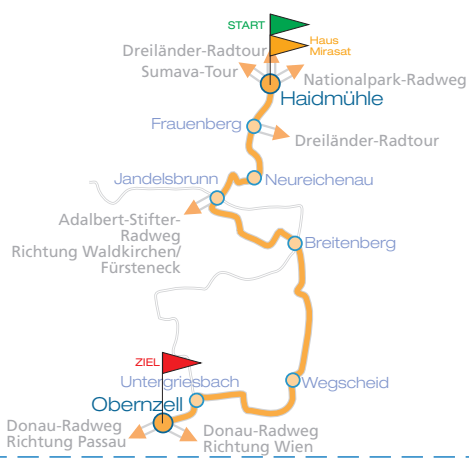 START
Haus
Mirasat
Dreiländer-Radtour
Sumava-Tour
Nationalpark-Radweg
Haidmühle
Frauenberg
Dreiländer-Radtour
Jandelsbrunn
Neureichenau
Adalbert-Stifter-
Radweg
Richtung Waldkirchen/
Fürsteneck
Breitenberg
ZIEL
Untergriesbach
Wegscheid
Obernzell
Donau-Radweg
Richtung Passau
Donau-Radweg
Richtung Wien